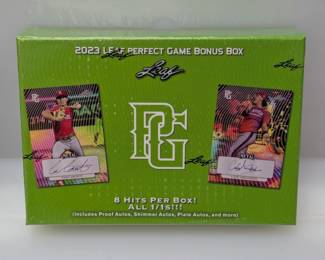 2023 LEAF PERFECT GAME BONUS BOX
Leaf
Leaf
PG
Leaf
8 HITS PER BOX!
ALL 1/1s!!!
(Includes Proof Autos, Shimmer Autos, Plate Autos, and more)